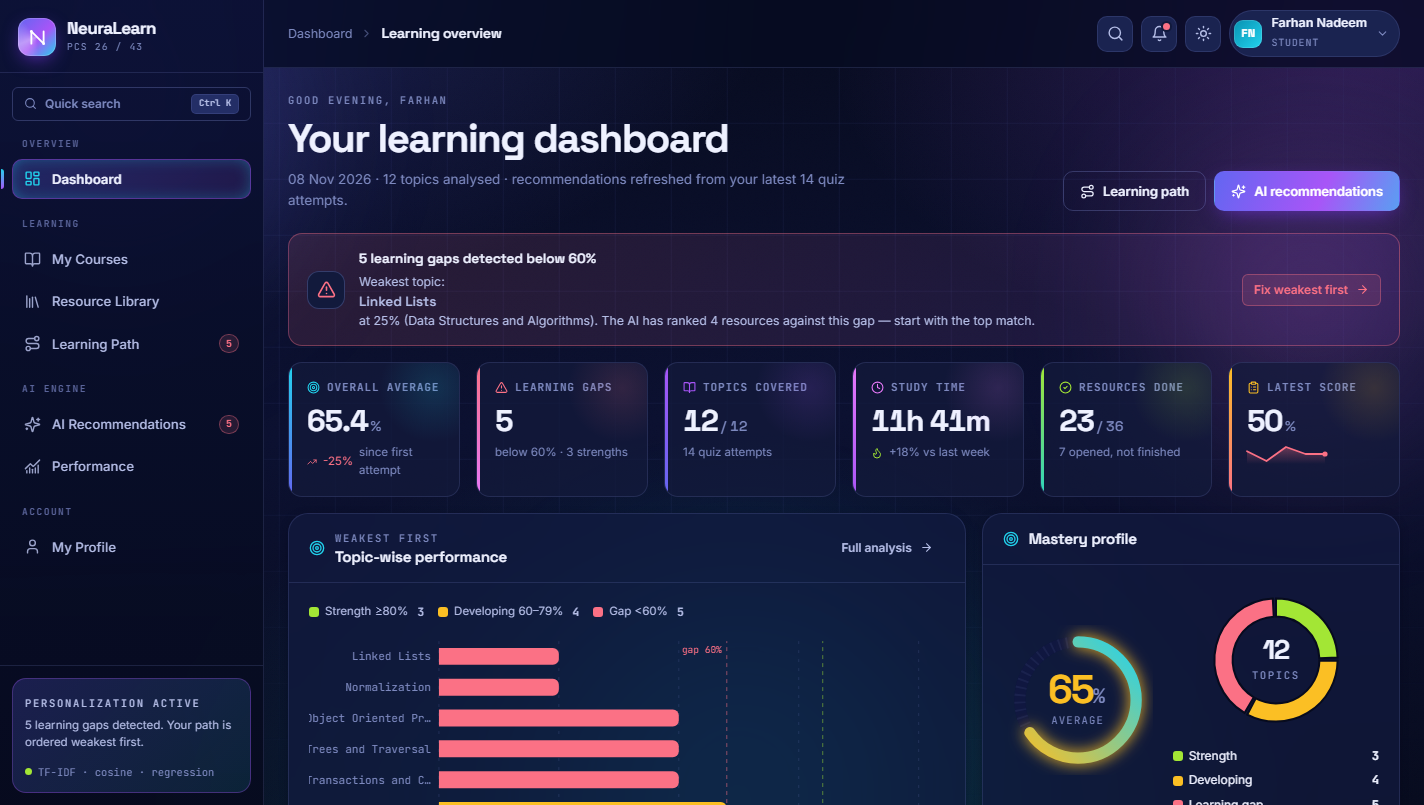 NeuraLearn
PCS 26 / 43
Quick search
Ctrl K
OVERVIEW
Dashboard
LEARNING
My Courses
Resource Library
Learning Path 5
AI ENGINE
AI Recommendations 5
Performance
ACCOUNT
My Profile
PERSONALIZATION ACTIVE
5 learning gaps detected. Your path is
ordered weakest first.
TF-IDF · cosine · regression
Dashboard > Learning overview
FN
Farhan Nadeem
STUDENT
GOOD EVENING, FARHAN
Your learning dashboard
08 Nov 2026 · 12 topics analysed · recommendations refreshed from your latest 14 quiz
attempts.
Learning path
AI recommendations
5 learning gaps detected below 60%
Weakest topic:
Linked Lists
at 25% (Data Structures and Algorithms). The AI has ranked 4 resources against this gap — start with the top match.
Fix weakest first
OVERALL AVERAGE
65.4%
-25% since first
attempt
LEARNING GAPS
5
below 60% · 3 strengths
TOPICS COVERED
12 / 12
14 quiz attempts
STUDY TIME
11h 41m
+18% vs last week
RESOURCES DONE
23 / 36
7 opened, not finished
LATEST SCORE
50%
WEAKEST FIRST
Topic-wise performance
Full analysis
Strength ≥80% 3 Developing 60–79% 4 Gap <60% 5
gap 60%
Linked Lists
Normalization
Object Oriented Pr…
Trees and Traversal
Transactions and C…
Mastery profile
65%
AVERAGE
12
TOPICS
Strength 3
Developing 4
Learning gap 5